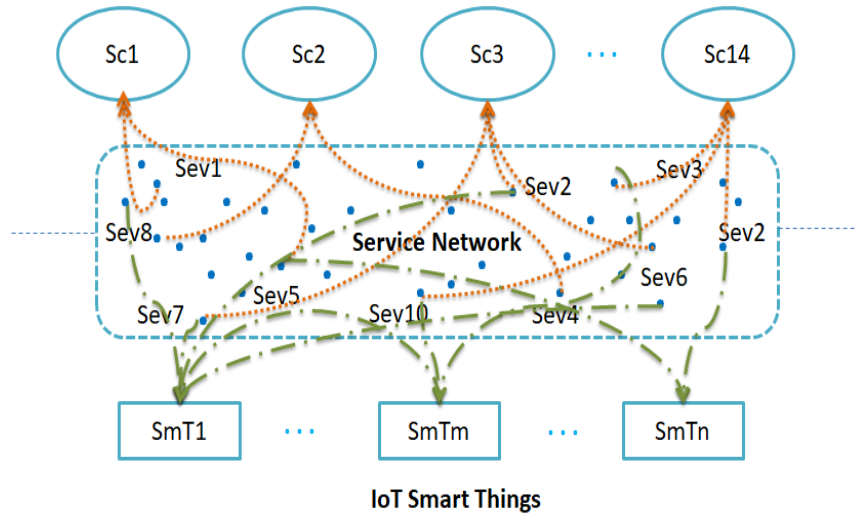 Sc1 Sc2 Sc3 ... Sc14
Sev1 Sev3
Sev2
Sev8 Service Network Sev2
Sev6
Sev5
Sev7 Sev10 Sev4
SmT1 ... SmTm ... SmTn
IoT Smart Things